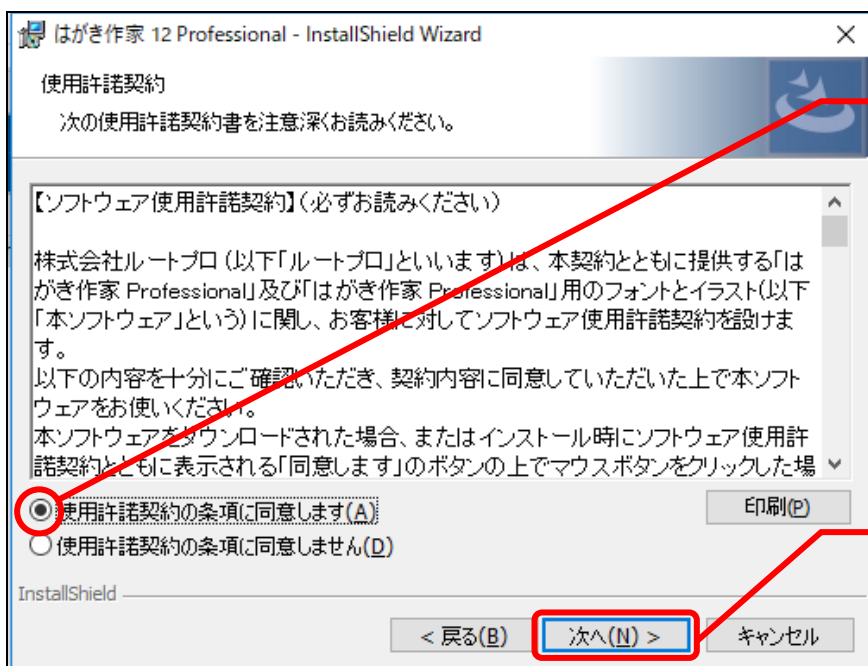 はがき作家 12 Professional - InstallShield Wizard
使用許諾契約
次の使用許諾契約書を注意深くお読みください。
【ソフトウェア使用許諾契約】(必ずお読みください)
株式会社ルートプロ（以下「ルートプロ」といいます）は、本契約とともに提供する「は
がき作家 Professional」及び「はがき作家 Professional」用のフォントとイラスト(以下
「本ソフトウェア」という)に関し、お客様に対してソフトウェア使用許諾契約を設けま
す。
以下の内容を十分にご確認いただき、契約内容に同意していただいた上で本ソフト
ウェアをお使いください。
本ソフトウェアをダウンロードされた場合、またはインストール時にソフトウェア使用許
諾契約とともに表示される「同意します」のボタンの上でマウスボタンをクリックした場
使用許諾契約の条項に同意します(A)
印刷(P)
使用許諾契約の条項に同意しません(D)
InstallShield
< 戻る(B)
次へ(N) >
キャンセル